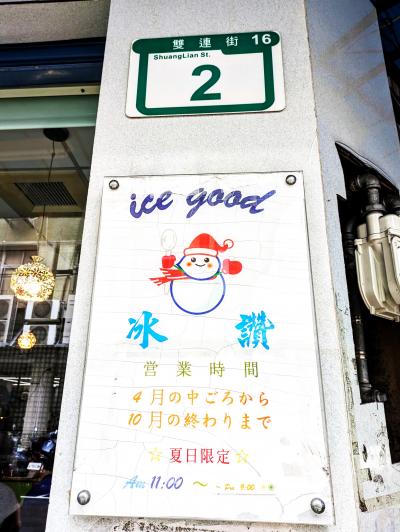 雙連街 16
ShuangLian St.
2
ice good
冰 讚
営業時間
4月の中ごろから
10月の終わりまで
☆夏日限定☆
Am 11:00 ～